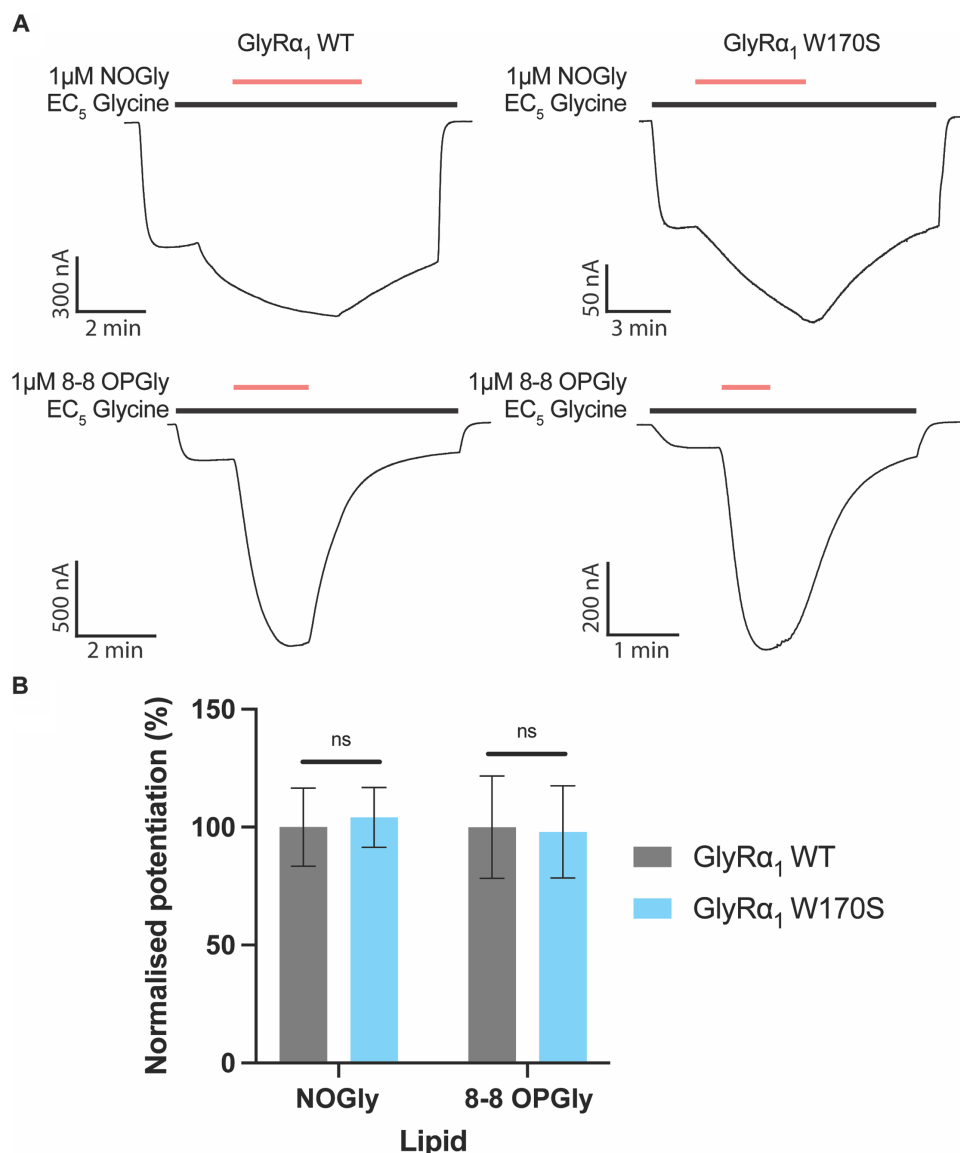 A
GlyRα₁ WT
GlyRα₁ W170S
1µM NOGly
EC₅ Glycine
300 nA
2 min
1µM NOGly
EC₅ Glycine
50 nA
3 min
1µM 8-8 OPGly
EC₅ Glycine
500 nA
2 min
1µM 8-8 OPGly
EC₅ Glycine
200 nA
1 min
B
Normalised potentiation (%)
150
100
50
0
ns
ns
NOGly
8-8 OPGly
Lipid
GlyRα₁ WT
GlyRα₁ W170S